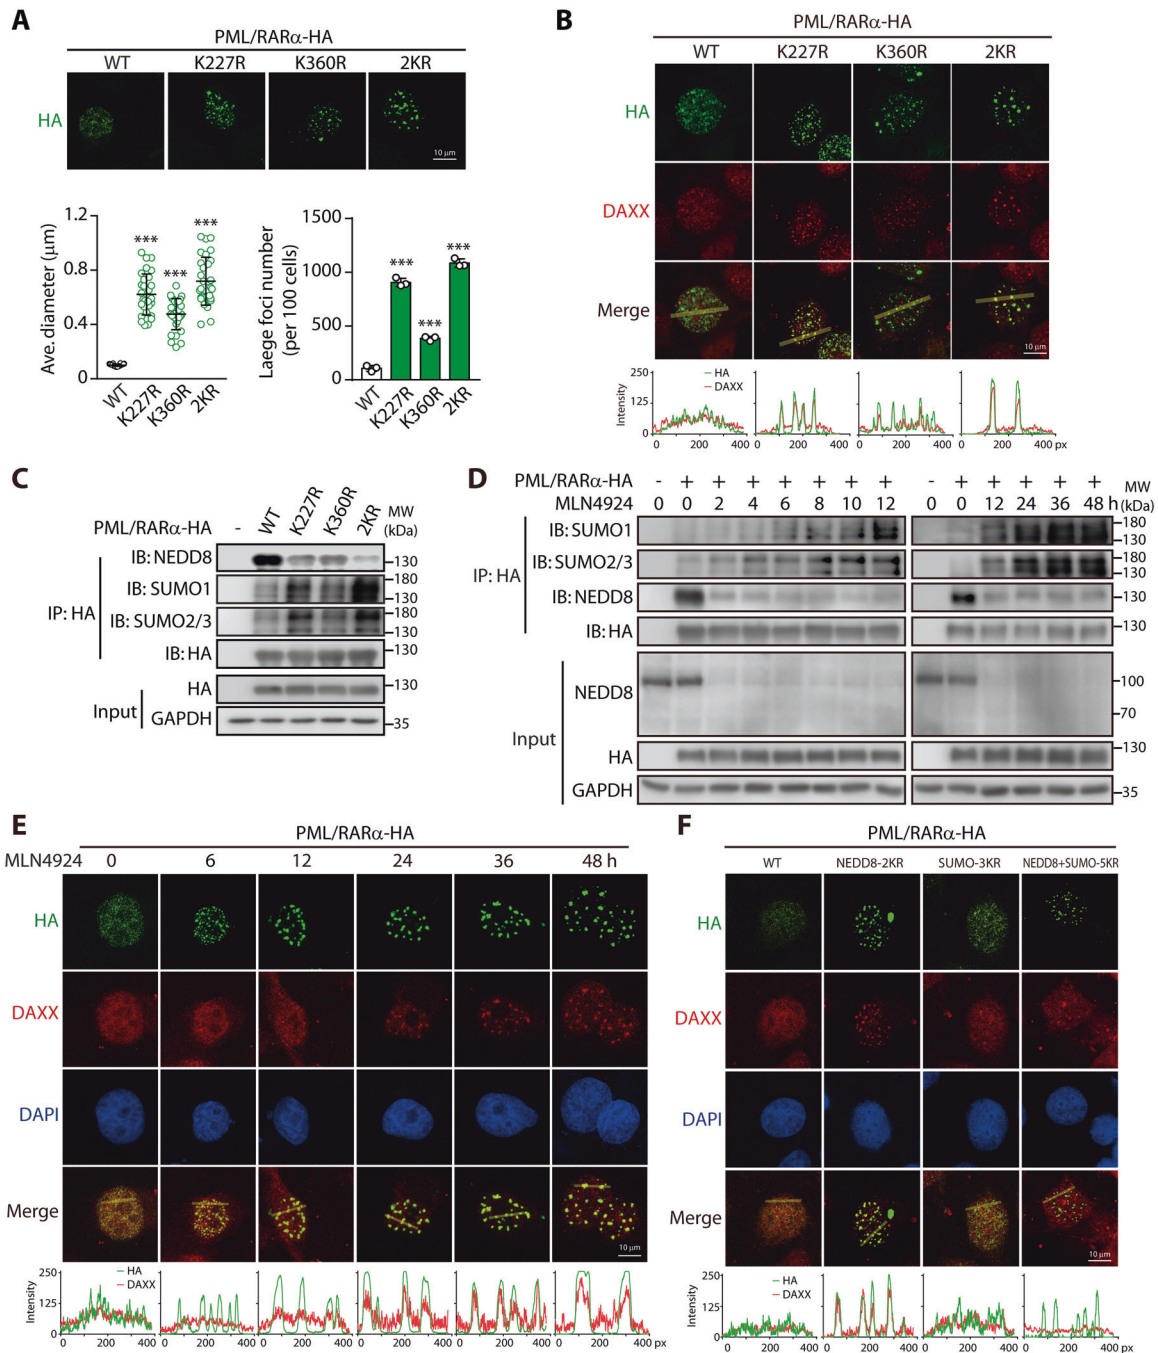 A
PML/RARα-HA
WT K227R K360R 2KR
HA
10 μm
Ave. diameter (μm)
1.2
0.8
0.4
0
***
***
***
WT K227R K360R 2KR
Laege foci number
(per 100 cells)
1500
1000
500
0
***
***
***
WT K227R K360R 2KR
B
PML/RARα-HA
WT K227R K360R 2KR
HA
DAXX
Merge
10 μm
Intensity
250
125
0
HA
DAXX
0 200 400 0 200 400 0 200 400 0 200 400 px
C
PML/RARα-HA - WT K227R K360R 2KR MW
(kDa)
IP: HA
IB: NEDD8 130
IB: SUMO1 180
130
IB: SUMO2/3 180
130
IB: HA 130
Input
HA 130
GAPDH 35
D
PML/RARα-HA - + + + + + + + - + + + + + MW
MLN4924 0 0 2 4 6 8 10 12 0 0 12 24 36 48 h (kDa)
IP: HA
IB: SUMO1 180
130
IB: SUMO2/3 180
130
IB: NEDD8 130
IB: HA 130
Input
NEDD8 100
70
HA 130
GAPDH 35
E
PML/RARα-HA
MLN4924 0 6 12 24 36 48 h
HA
DAXX
DAPI
Merge
10 μm
Intensity
250
125
0
HA
DAXX
0 200 400 0 200 400 0 200 400 0 200 400 0 200 400 0 200 400 px
F
PML/RARα-HA
WT NEDD8-2KR SUMO-3KR NEDD8+SUMO-5KR
HA
DAXX
DAPI
Merge
10 μm
Intensity
250
125
0
HA
DAXX
0 200 400 0 200 400 0 200 400 0 200 400 px